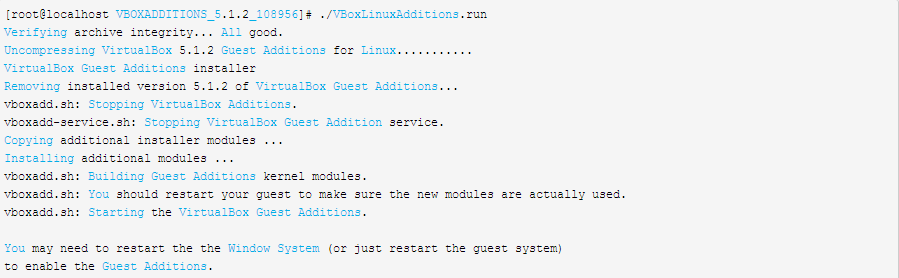 [root@localhost VBOXADDITIONS_5.1.2_108956]# ./VBoxLinuxAdditions.run
Verifying archive integrity... All good.
Uncompressing VirtualBox 5.1.2 Guest Additions for Linux...........
VirtualBox Guest Additions installer
Removing installed version 5.1.2 of VirtualBox Guest Additions...
vboxadd.sh: Stopping VirtualBox Additions.
vboxadd-service.sh: Stopping VirtualBox Guest Addition service.
Copying additional installer modules ...
Installing additional modules ...
vboxadd.sh: Building Guest Additions kernel modules.
vboxadd.sh: You should restart your guest to make sure the new modules are actually used.
vboxadd.sh: Starting the VirtualBox Guest Additions.
You may need to restart the the Window System (or just restart the guest system)
to enable the Guest Additions.